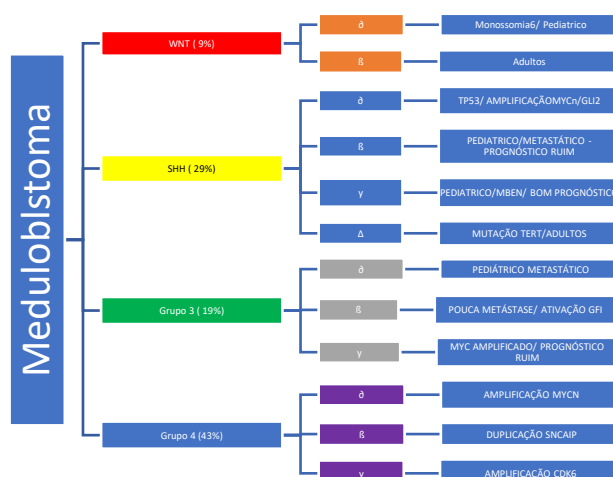 Meduloblstoma
WNT ( 9%)
∂
Monossomia6/ Pediatrico
ß
Adultos
SHH ( 29%)
∂
TP53/ AMPLIFICAÇÃOMYCn/GLI2
ß
PEDIATRICO/METASTÁTICO -
PROGNÓSTICO RUIM
y
PEDIATRICO/MBEN/ BOM PROGNÓSTICO
Δ
MUTAÇÃO TERT/ADULTOS
Grupo 3 ( 19%)
∂
PEDIÁTRICO METASTÁTICO
ß
POUCA METÁSTASE/ ATIVAÇÃO GFI
y
MYC AMPLIFICADO/ PROGNÓSTICO
RUIM
Grupo 4 (43%)
∂
AMPLIFICAÇÃO MYCN
ß
DUPLICAÇÃO SNCAIP
y
AMPLIFICAÇÃO CDK6